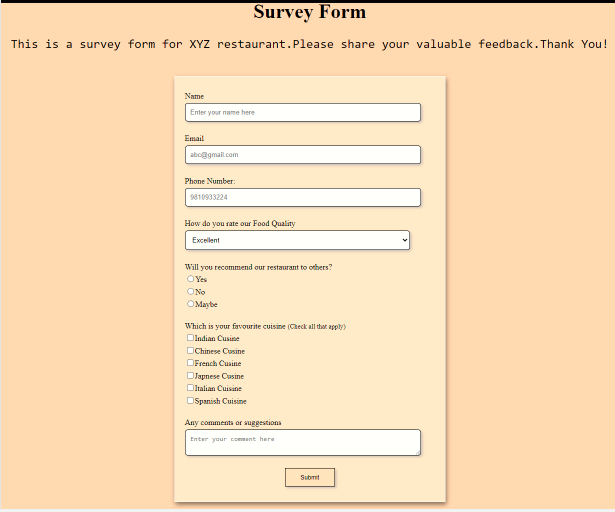 Survey Form
This is a survey form for XYZ restaurant.Please share your valuable feedback.Thank You!
Name
Enter your name here
Email
abc@gmail.com
Phone Number:
9810933224
How do you rate our Food Quality
Excellent
Will you recommend our restaurant to others?
Yes
No
Maybe
Which is your favourite cuisine (Check all that apply)
Indian Cusine
Chinese Cusine
French Cusine
Japnese Cusine
Italian Cuisine
Spanish Cuisine
Any comments or suggestions
Enter your comment here
Submit